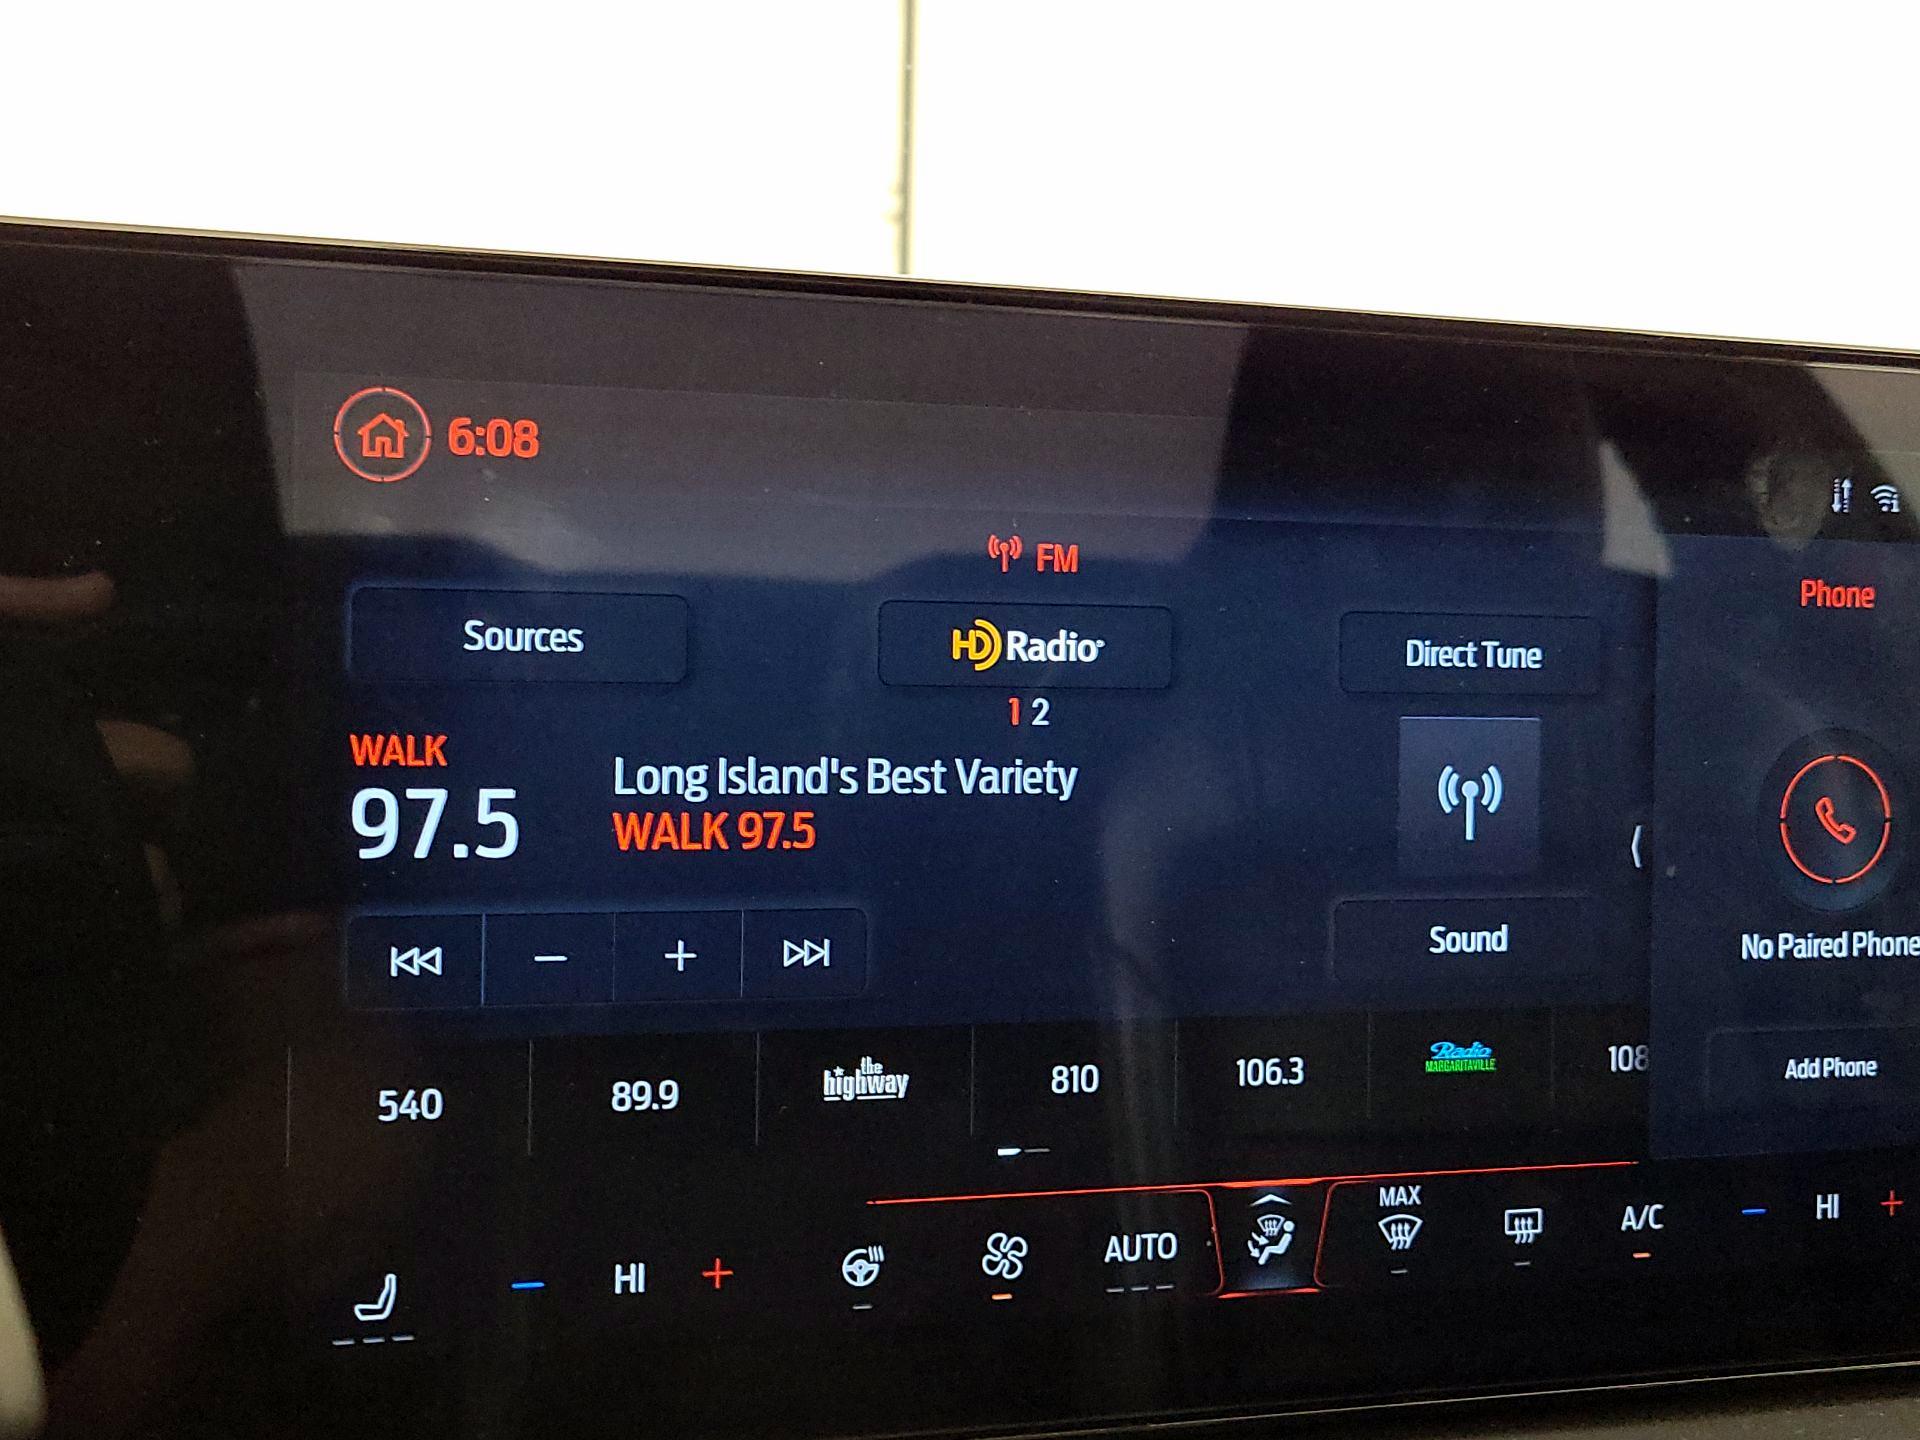 6:08
FM
Phone
Sources
HD Radio
Direct Tune
1 2
WALK
97.5
Long Island's Best Variety
WALK 97.5
Sound
No Paired Phone
Add Phone
540
89.9
the highway
810
106.3
Radio MARGARITAVILLE
108
HI
AUTO
MAX
A/C
HI